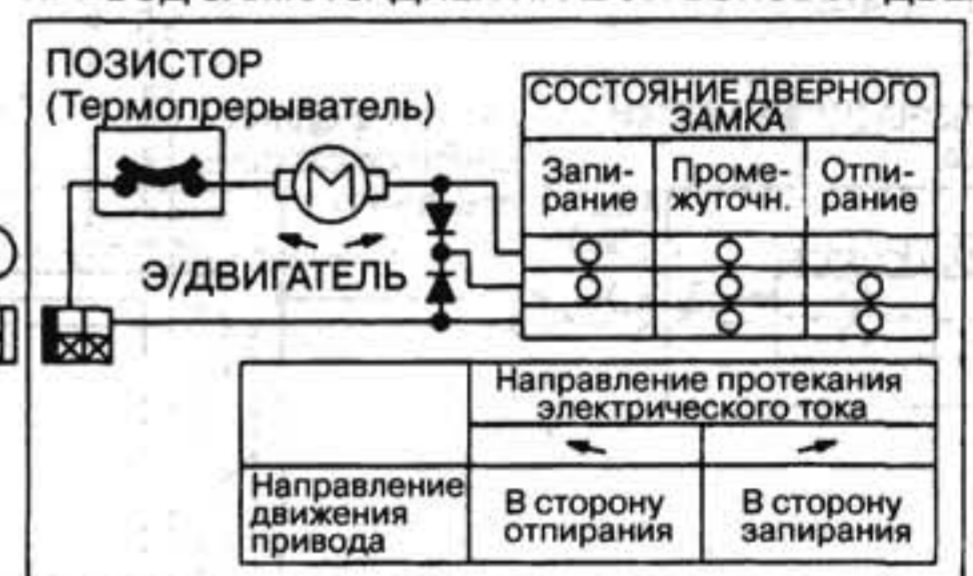 ПОЗИСТОР
(Термопрерыватель)
M
Э/ДВИГАТЕЛЬ
СОСТОЯНИЕ ДВЕРНОГО
ЗАМКА
Запи-
рание
Проме-
жуточн.
Отпи-
рание
Направление протекания
электрического тока
Направление
движения
привода
В сторону
отпирания
В сторону
запирания